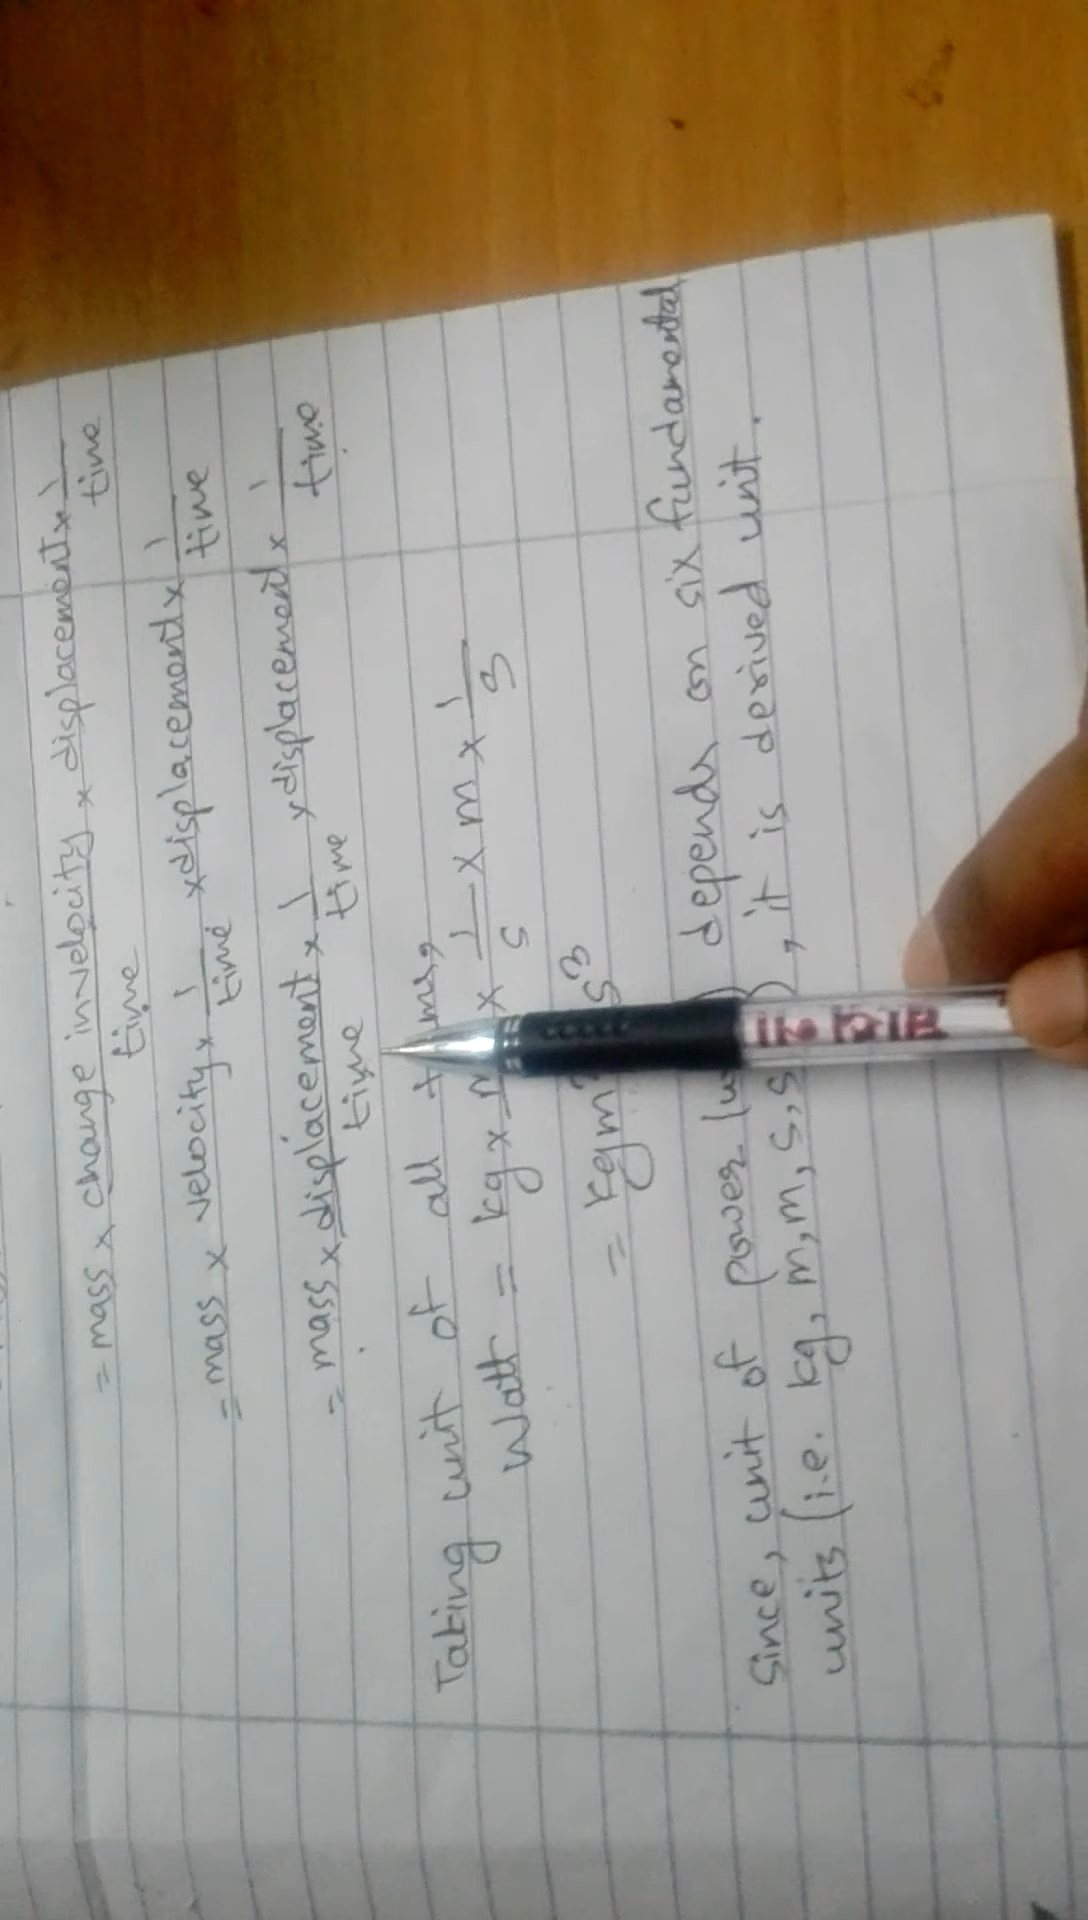 = mass × change in velocity/time × displacement × 1/time
= mass × velocity × 1/time × displacement × 1/time
= mass × displacement/time × 1/time × displacement × 1/time
Taking unit of all
Watt = kg × × 1/s × m × 1/s
= kgm s3
Since, unit of power depends on six fundamental
units (i.e. kg, m, m, s, s ), it is derived unit.